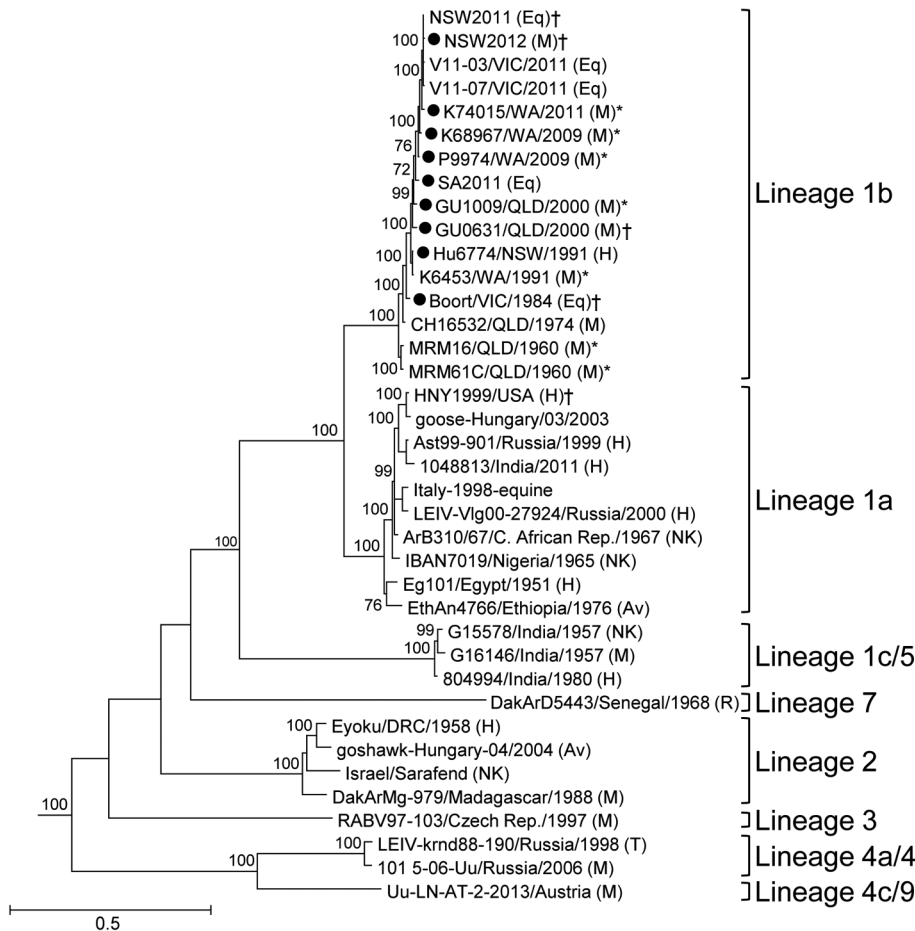 NSW2011 (Eq)†
100
NSW2012 (M)†
100
V11-03/VIC/2011 (Eq)
V11-07/VIC/2011 (Eq)
K74015/WA/2011 (M)*
100
K68967/WA/2009 (M)*
76
P9974/WA/2009 (M)*
72
SA2011 (Eq)
99
Lineage 1b
GU1009/QLD/2000 (M)*
100
GU0631/QLD/2000 (M)†
Hu6774/NSW/1991 (H)
100
K6453/WA/1991 (M)*
100
Boort/VIC/1984 (Eq)†
100
CH16532/QLD/1974 (M)
MRM16/QLD/1960 (M)*
100
MRM61C/QLD/1960 (M)*
100
HNY1999/USA (H)†
100
goose-Hungary/03/2003
100
Ast99-901/Russia/1999 (H)
99
1048813/India/2011 (H)
Italy-1998-equine
Lineage 1a
100
LEIV-Vlg00-27924/Russia/2000 (H)
ArB310/67/C. African Rep./1967 (NK)
100
IBAN7019/Nigeria/1965 (NK)
Eg101/Egypt/1951 (H)
76
EthAn4766/Ethiopia/1976 (Av)
100
99
G15578/India/1957 (NK)
100
G16146/India/1957 (M)
Lineage 1c/5
804994/India/1980 (H)
DakArD5443/Senegal/1968 (R)
Lineage 7
100
Eyoku/DRC/1958 (H)
goshawk-Hungary-04/2004 (Av)
100
Israel/Sarafend (NK)
Lineage 2
DakArMg-979/Madagascar/1988 (M)
100
RABV97-103/Czech Rep./1997 (M)
Lineage 3
100
LEIV-krnd88-190/Russia/1998 (T)
100
101 5-06-Uu/Russia/2006 (M)
Lineage 4a/4
Uu-LN-AT-2-2013/Austria (M)
Lineage 4c/9
0.5